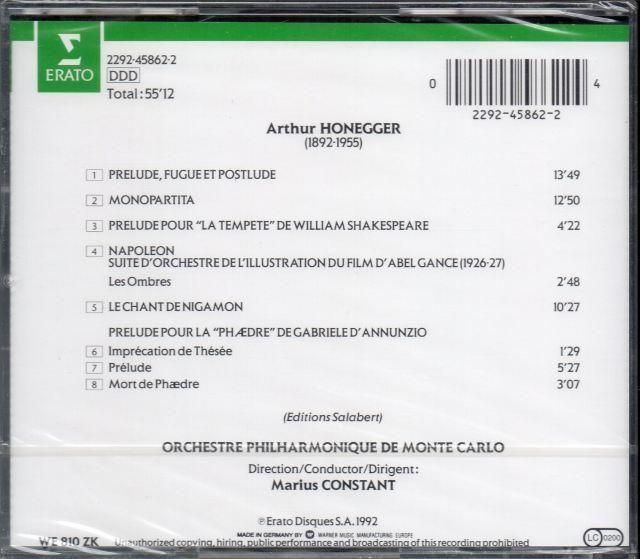 ERATO
2292-45862-2
DDD
Total: 55'12
0
4
2292-45862-2
Arthur HONEGGER
(1892-1955)
1 PRELUDE, FUGUE ET POSTLUDE 13'49
2 MONOPARTITA 12'50
3 PRELUDE POUR “LA TEMPETE” DE WILLIAM SHAKESPEARE 4'22
4 NAPOLEON
SUITE D'ORCHESTRE DE L'ILLUSTRATION DU FILM D'ABEL GANCE (1926-27)
Les Ombres 2'48
5 LE CHANT DE NIGAMON 10'27
PRELUDE POUR LA “PHÆDRE” DE GABRIELE D'ANNUNZIO
6 Imprécation de Thésée 1'29
7 Prélude 5'27
8 Mort de Phædre 3'07
(Editions Salabert)
ORCHESTRE PHILHARMONIQUE DE MONTE CARLO
Direction/Conductor/Dirigent:
Marius CONSTANT
℗ Erato Disques S.A. 1992
MADE IN GERMANY BY WARNER MUSIC MANUFACTURING EUROPE
WE 810 ZK Unauthorized copying, hiring, public performance and broadcasting of this recording prohibited
LC 0200